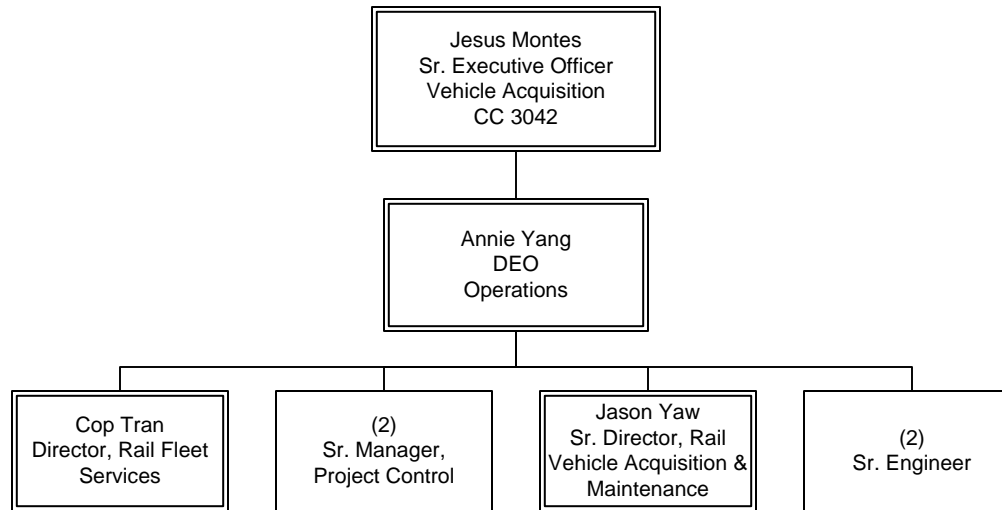 Jesus Montes
Sr. Executive Officer
Vehicle Acquisition
CC 3042
Annie Yang
DEO
Operations
Cop Tran
Director, Rail Fleet
Services
(2)
Sr. Manager,
Project Control
Jason Yaw
Sr. Director, Rail
Vehicle Acquisition &
Maintenance
(2)
Sr. Engineer